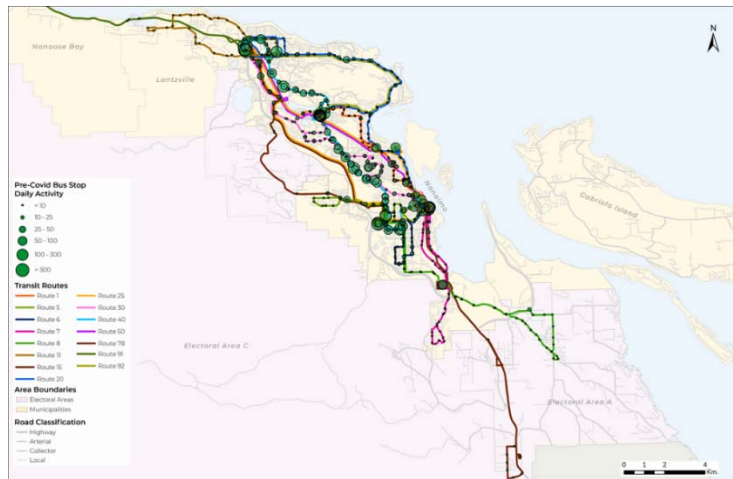 N
Nanoose Bay
Lantzville
Nanaimo
Gabriola Island
Electoral Area C
Electoral Area A
Pre-Covid Bus Stop
Daily Activity
< 10
10 - 25
25 - 50
50 - 100
100 - 300
> 300
Transit Routes
Route 1
Route 25
Route 5
Route 30
Route 6
Route 40
Route 7
Route 50
Route 8
Route 78
Route 11
Route 91
Route 15
Route 92
Route 20
Area Boundaries
Electoral Areas
Municipalities
Road Classification
Highway
Arterial
Collector
Local
0 1 2 4
Km.